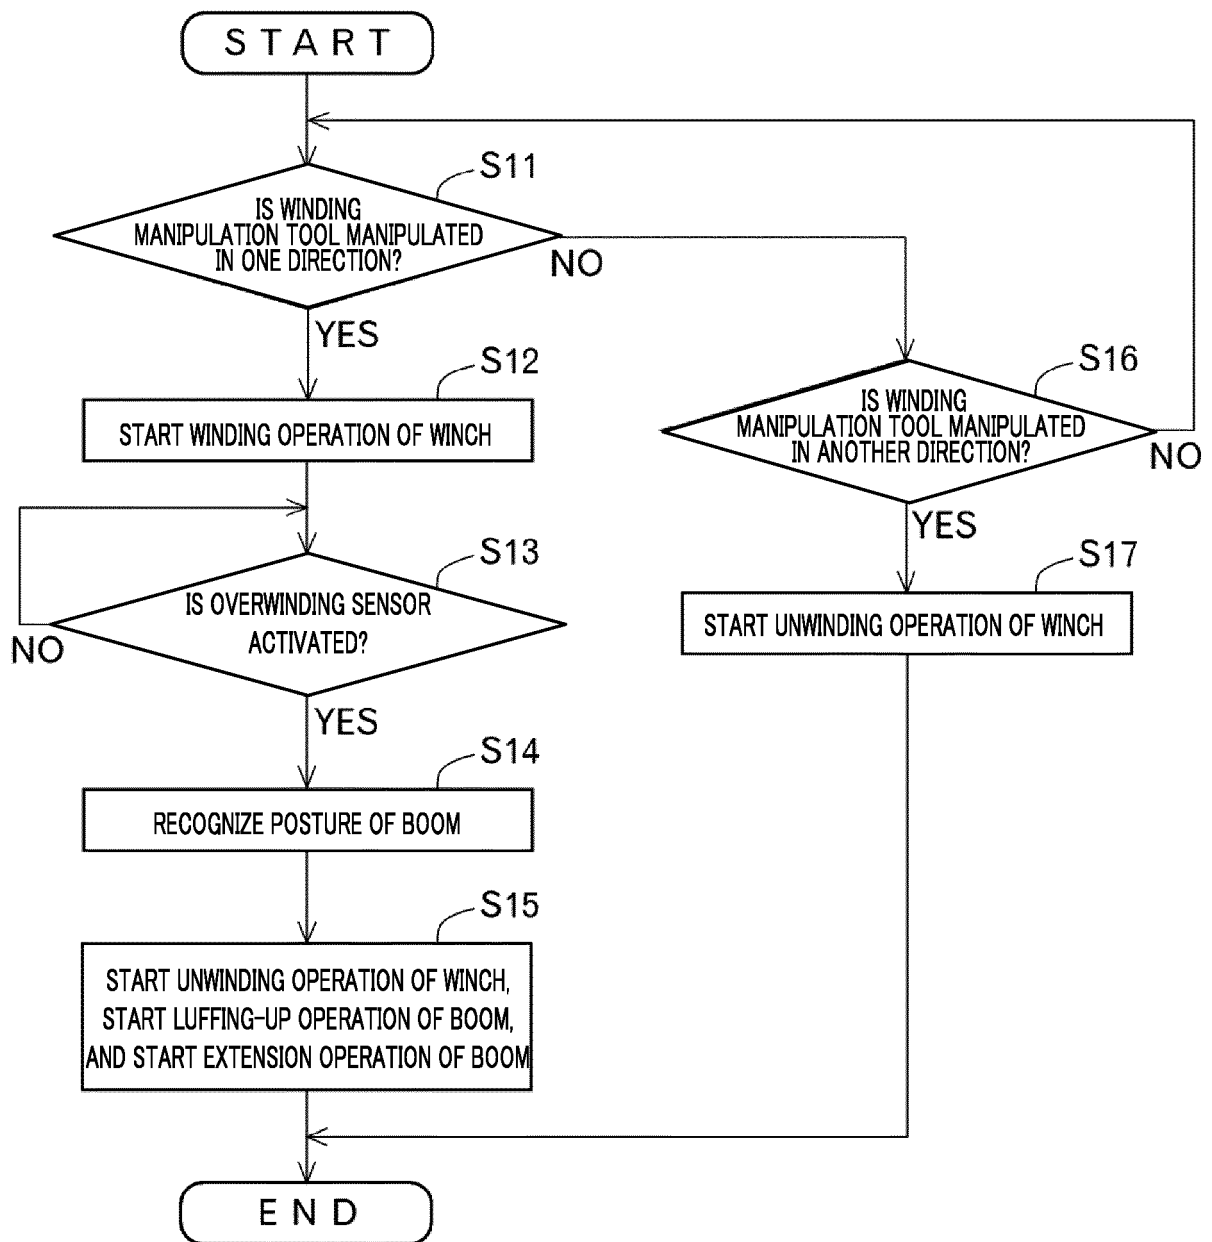 START
S11
IS WINDING
MANIPULATION TOOL MANIPULATED
IN ONE DIRECTION?
NO
YES
S12
START WINDING OPERATION OF WINCH
S13
IS OVERWINDING SENSOR
ACTIVATED?
NO
YES
S14
RECOGNIZE POSTURE OF BOOM
S15
START UNWINDING OPERATION OF WINCH,
START LUFFING-UP OPERATION OF BOOM,
AND START EXTENSION OPERATION OF BOOM
S16
IS WINDING
MANIPULATION TOOL MANIPULATED
IN ANOTHER DIRECTION?
NO
YES
S17
START UNWINDING OPERATION OF WINCH
END